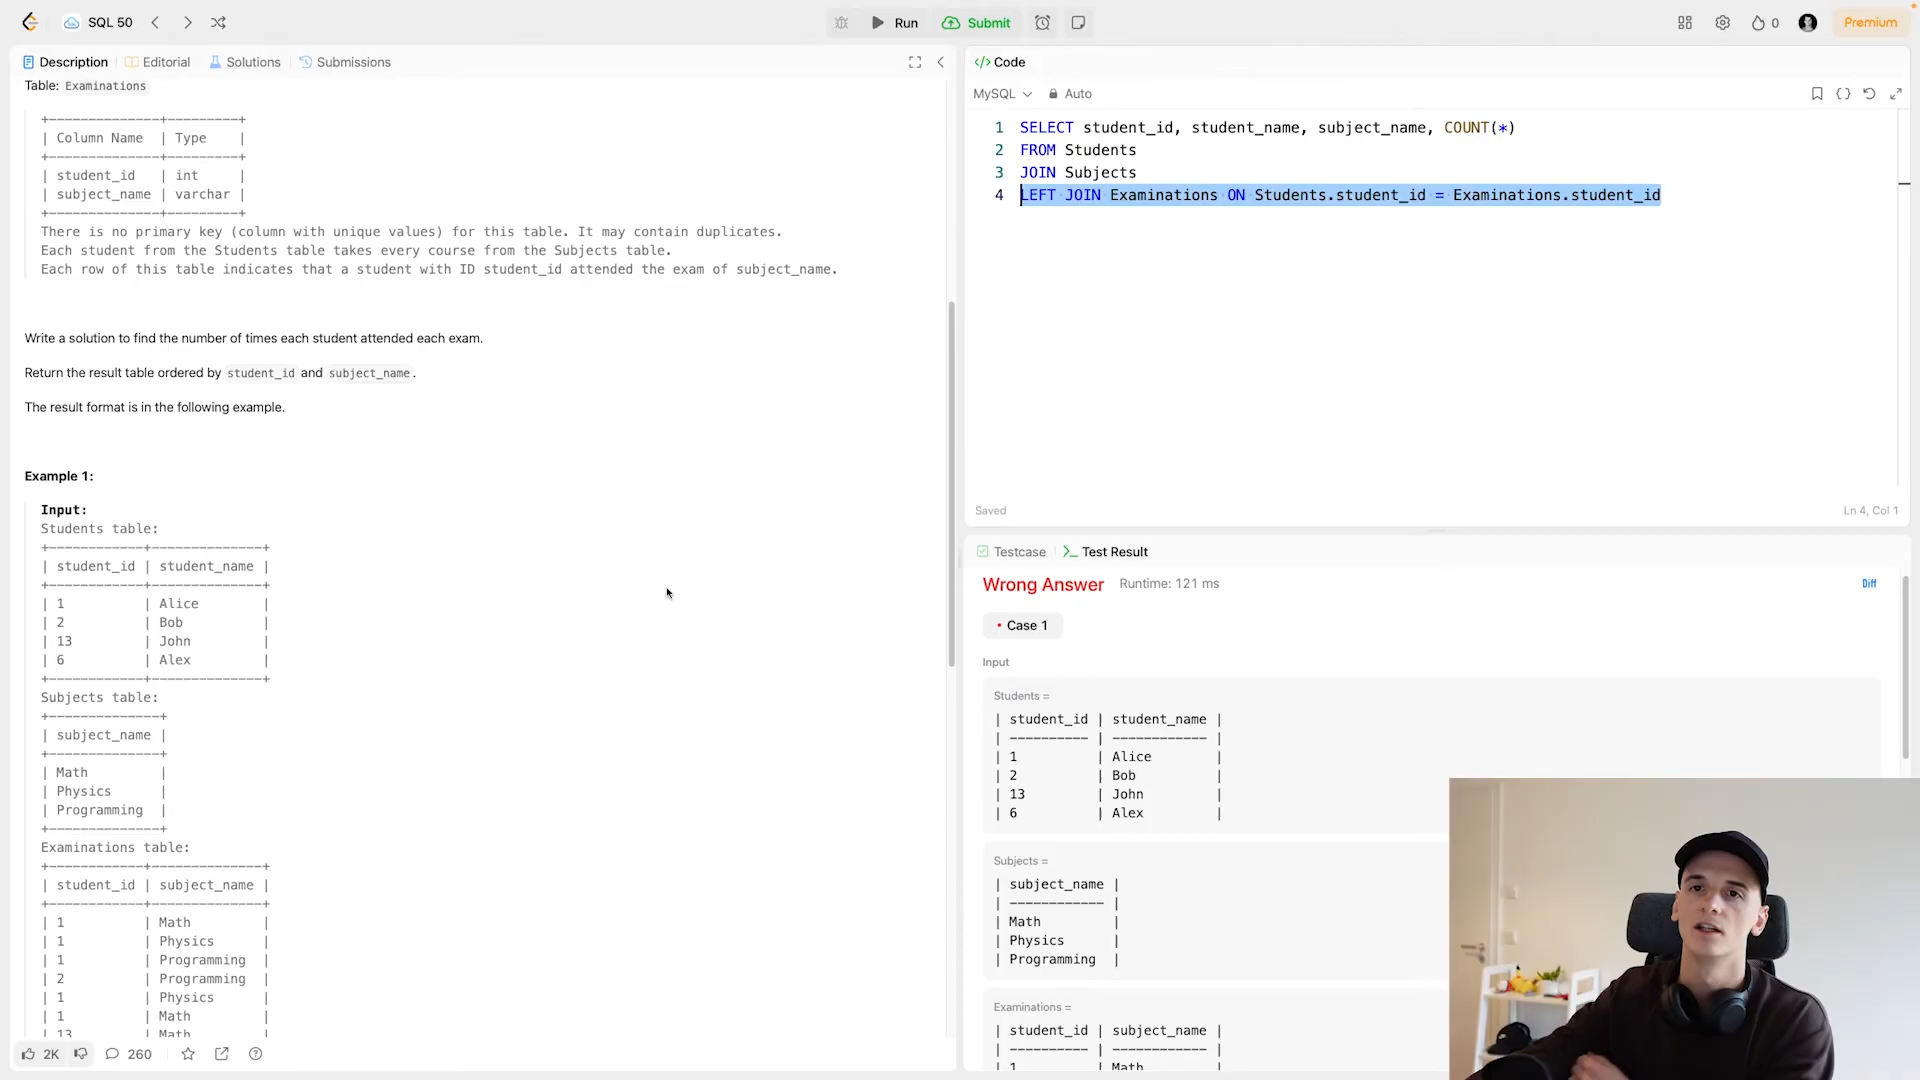 SQL 50
Run
Submit
0
Premium
Description
Editorial
Solutions
Submissions
Table: Examinations
+--------------+---------+
| Column Name  | Type    |
+--------------+---------+
| student_id   | int     |
| subject_name | varchar |
+--------------+---------+
There is no primary key (column with unique values) for this table. It may contain duplicates.
Each student from the Students table takes every course from the Subjects table.
Each row of this table indicates that a student with ID student_id attended the exam of subject_name.
Write a solution to find the number of times each student attended each exam.
Return the result table ordered by student_id and subject_name.
The result format is in the following example.
Example 1:
Input:
Students table:
+------------+--------------+
| student_id | student_name |
+------------+--------------+
| 1          | Alice        |
| 2          | Bob          |
| 13         | John         |
| 6          | Alex         |
+------------+--------------+
Subjects table:
+--------------+
| subject_name |
+--------------+
| Math         |
| Physics      |
| Programming  |
+--------------+
Examinations table:
+------------+--------------+
| student_id | subject_name |
+------------+--------------+
| 1          | Math         |
| 1          | Physics      |
| 1          | Programming  |
| 2          | Programming  |
| 1          | Physics      |
| 1          | Math         |
| 13         | Math         |
2K
260
Code
MySQL
Auto
1 SELECT student_id, student_name, subject_name, COUNT(*)
2 FROM Students
3 JOIN Subjects
4 LEFT JOIN Examinations ON Students.student_id = Examinations.student_id
Saved
Ln 4, Col 1
Testcase
Test Result
Wrong Answer
Runtime: 121 ms
Diff
Case 1
Input
Students =
| student_id | student_name |
| ---------- | ------------ |
| 1          | Alice        |
| 2          | Bob          |
| 13         | John         |
| 6          | Alex         |
Subjects =
| subject_name |
| ------------ |
| Math         |
| Physics      |
| Programming  |
Examinations =
| student_id | subject_name |
| ---------- | ------------ |
| 1          | Math         |